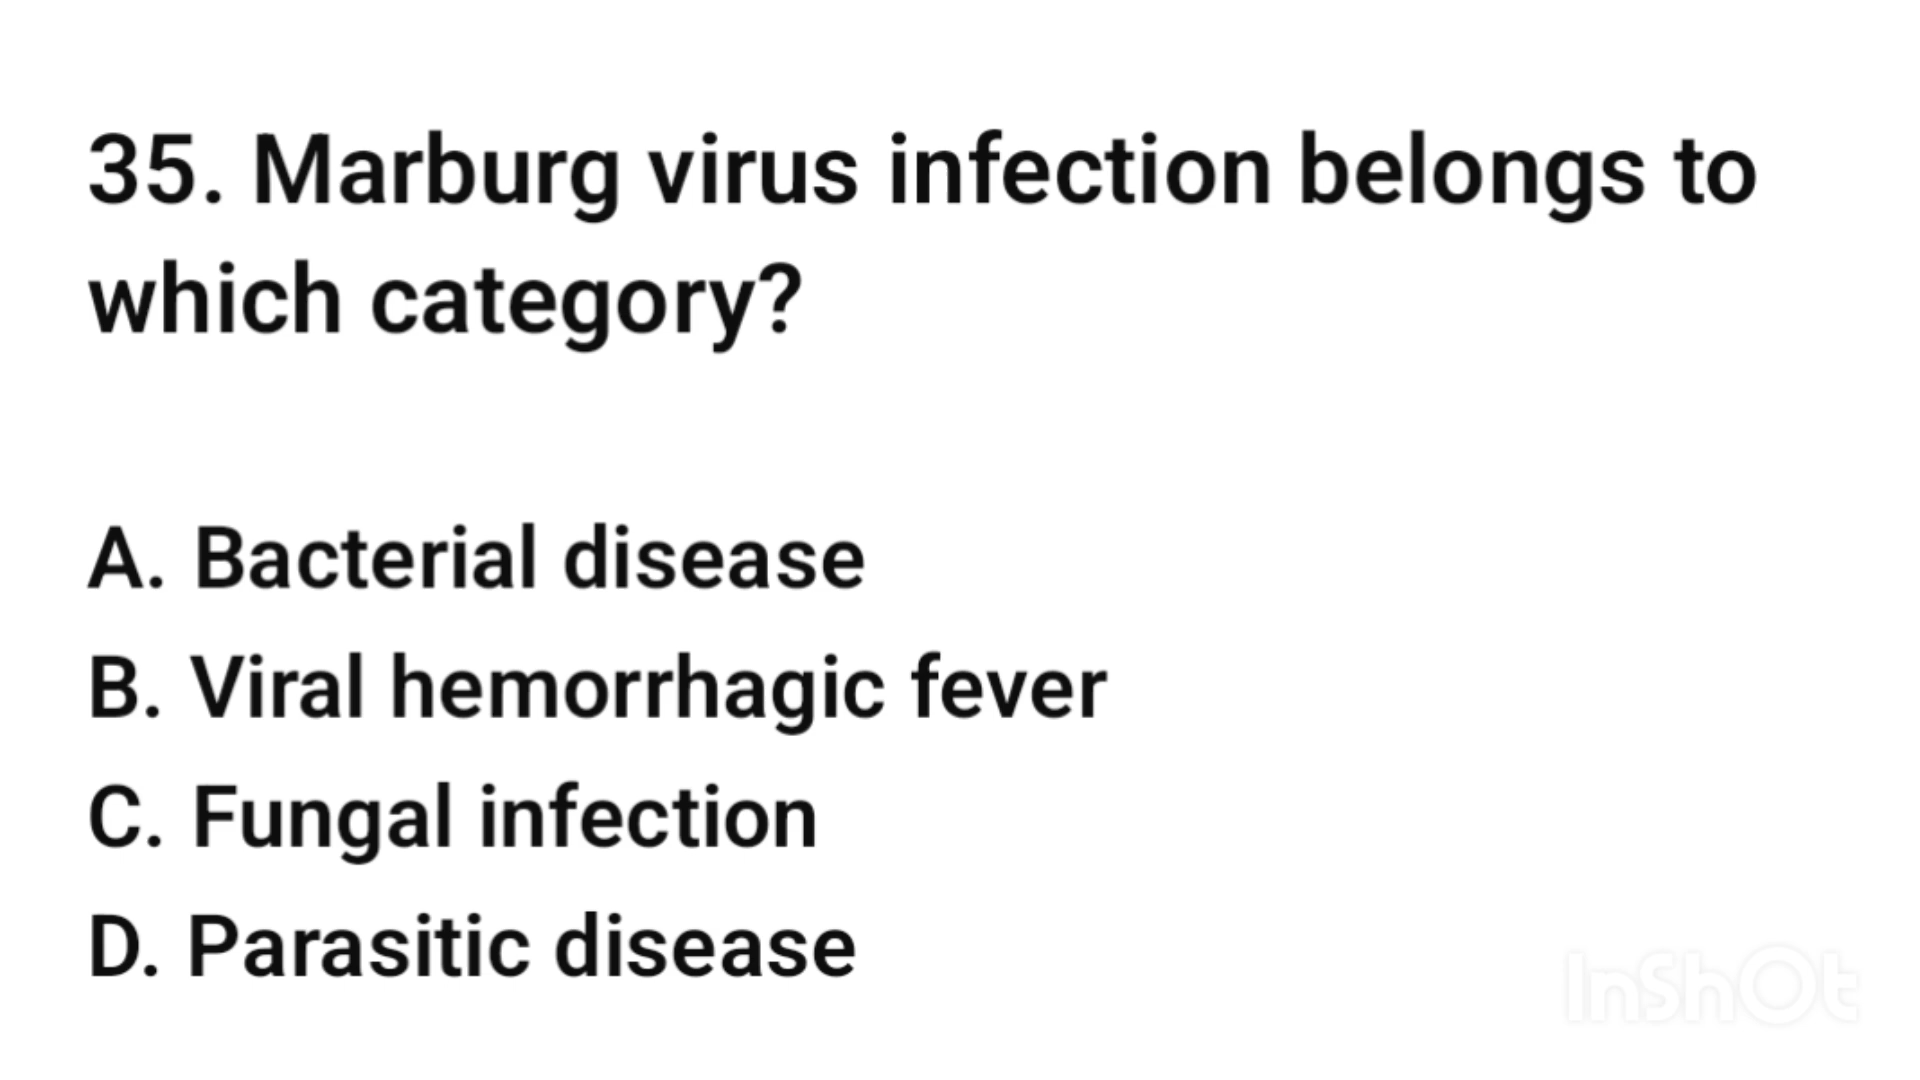 35. Marburg virus infection belongs to
which category?
A. Bacterial disease
B. Viral hemorrhagic fever
C. Fungal infection
D. Parasitic disease
InShOt